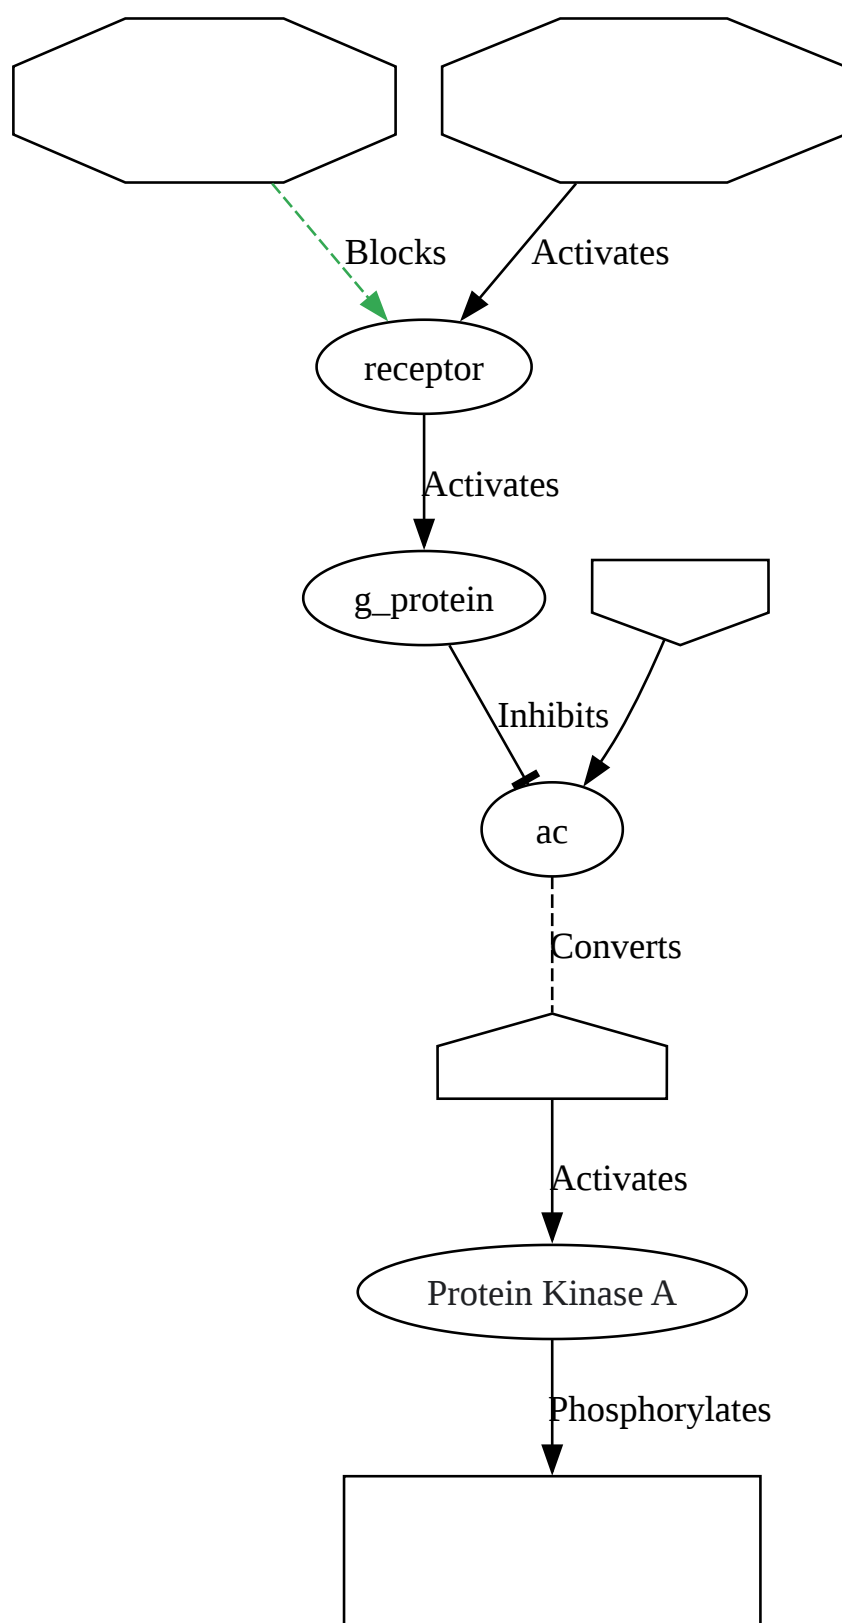 Blocks
Activates
receptor
Activates
g_protein
Inhibits
ac
Converts
Activates
Protein Kinase A
Phosphorylates